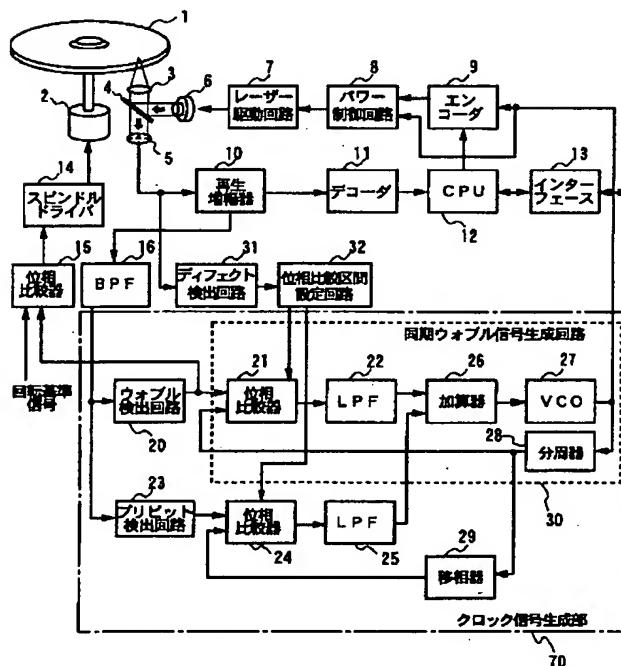 1
2
3
4
5
6
7
レーザー
駆動回路
8
パワー
制御回路
9
エン
コーダ
10
再生
増幅器
11
デコーダ
CPU
12
13
インター
フェース
14
スピンドル
ドライバ
15
位相
比較器
16
BPF
31
ディフェクト
検出回路
32
位相比較区間
設定回路
回転基準
信号
同期ウォブル信号生成回路
ウォブル
検出回路
20
21
位相
比較器
22
LPF
26
加算器
27
VCO
28
分周器
30
23
プリピット
検出回路
位相
比較器
24
LPF
25
29
移相器
クロック信号生成部
70